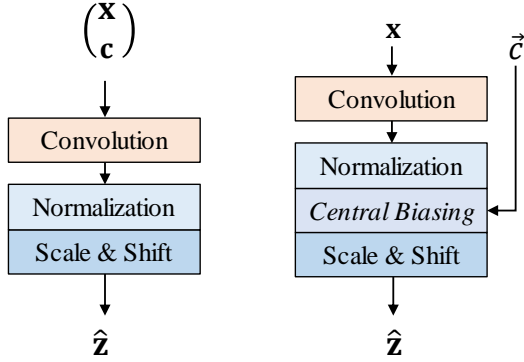 x
c
Convolution
Normalization
Scale & Shift
ẑ
x
c⃗
Convolution
Normalization
Central Biasing
Scale & Shift
ẑ